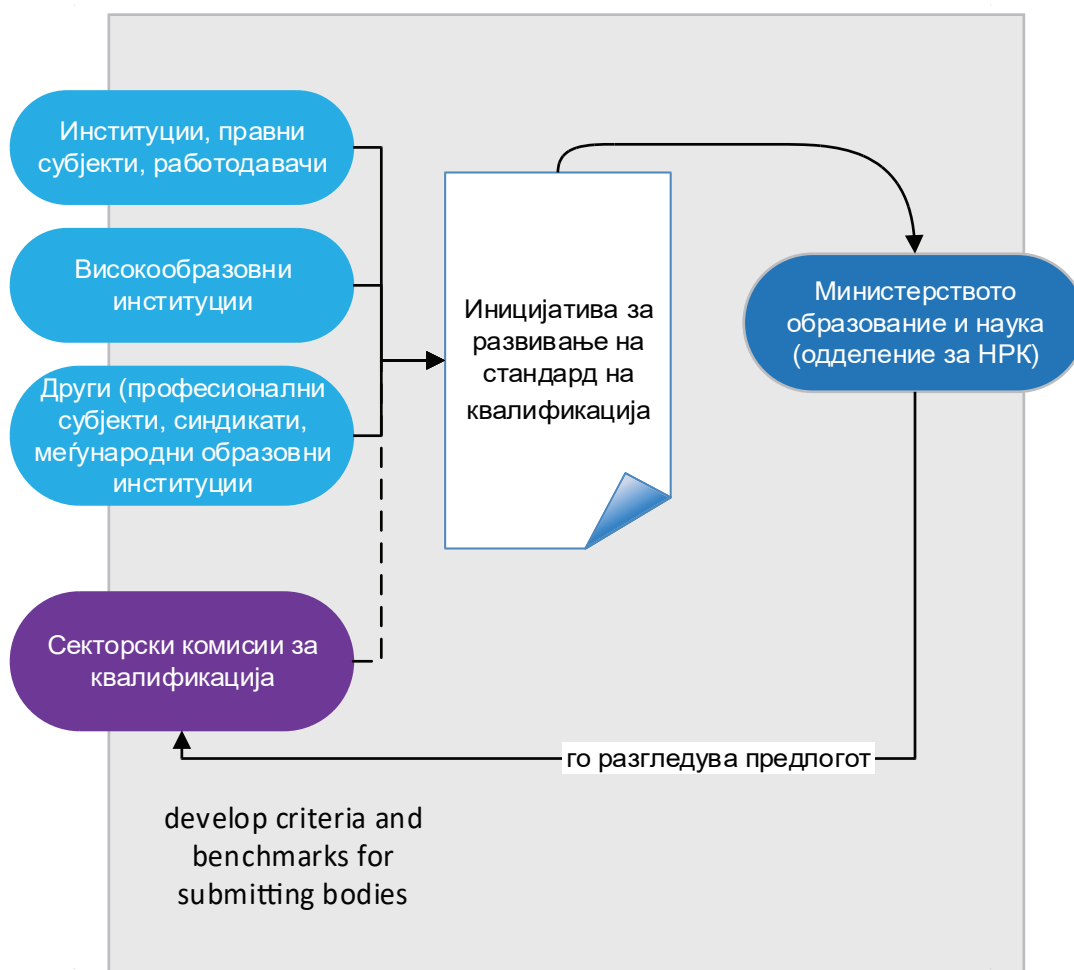 Институции, правни
субјекти, работодавачи
Високообразовни
институции
Други (професионални
субјекти, синдикати,
меѓународни образовни
институции
Секторски комисии за
квалификација
Иницијатива за
развивање на
стандард на
квалификација
Министерството
образование и наука
(одделение за НРК)
го разгледува предлогот
develop criteria and
benchmarks for
submitting bodies